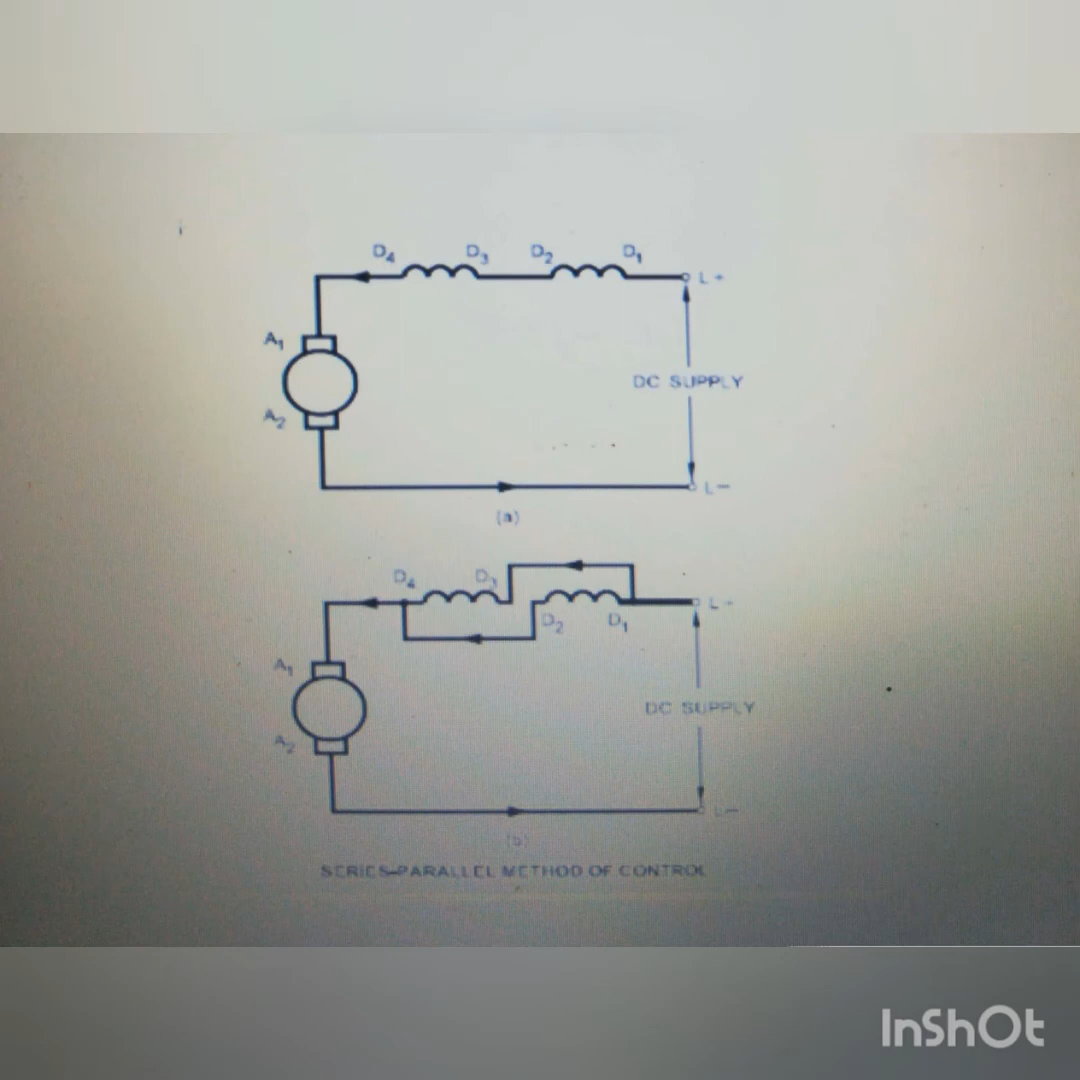 D4 D3 D2 D1
L+
A1
DC SUPPLY
A2
L-
(a)
D4 D3
L+
D2 D1
A1
DC SUPPLY
A2
L-
(b)
SERIES-PARALLEL METHOD OF CONTROL
InShOt